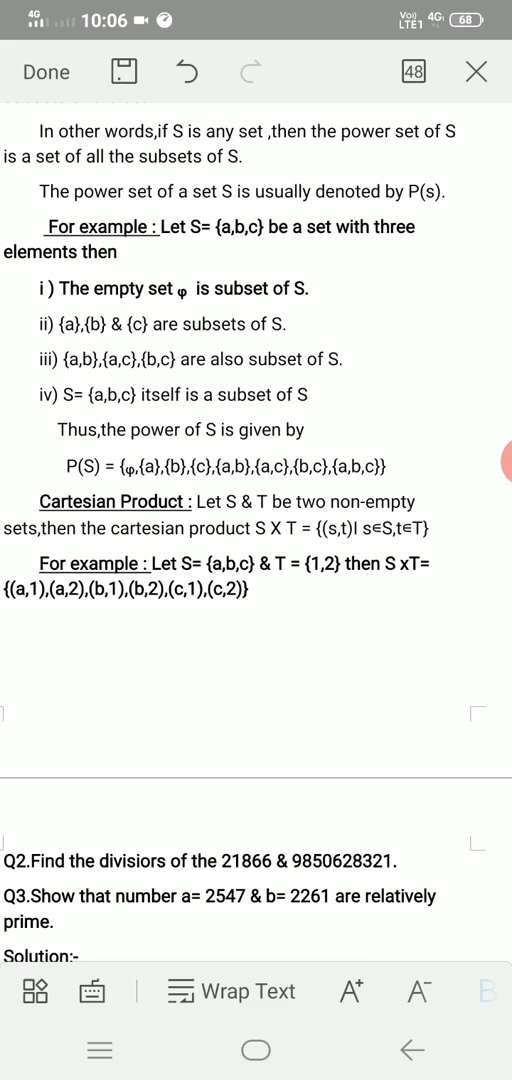 4G 10:06 Vo)) LTE1 4G 68
Done 48
In other words,if S is any set ,then the power set of S
is a set of all the subsets of S.
The power set of a set S is usually denoted by P(s).
For example : Let S= {a,b,c} be a set with three
elements then
i ) The empty set φ is subset of S.
ii) {a},{b} & {c} are subsets of S.
iii) {a,b},{a,c},{b,c} are also subset of S.
iv) S= {a,b,c} itself is a subset of S
Thus,the power of S is given by
P(S) = {φ,{a},{b},{c},{a,b},{a,c},{b,c},{a,b,c}}
Cartesian Product : Let S & T be two non-empty
sets,then the cartesian product S X T = {(s,t)I s∈S,t∈T}
For example : Let S= {a,b,c} & T = {1,2} then S xT=
{(a,1),(a,2),(b,1),(b,2),(c,1),(c,2)}
Q2.Find the divisiors of the 21866 & 9850628321.
Q3.Show that number a= 2547 & b= 2261 are relatively
prime.
Solution:-
Wrap Text A+ A- B